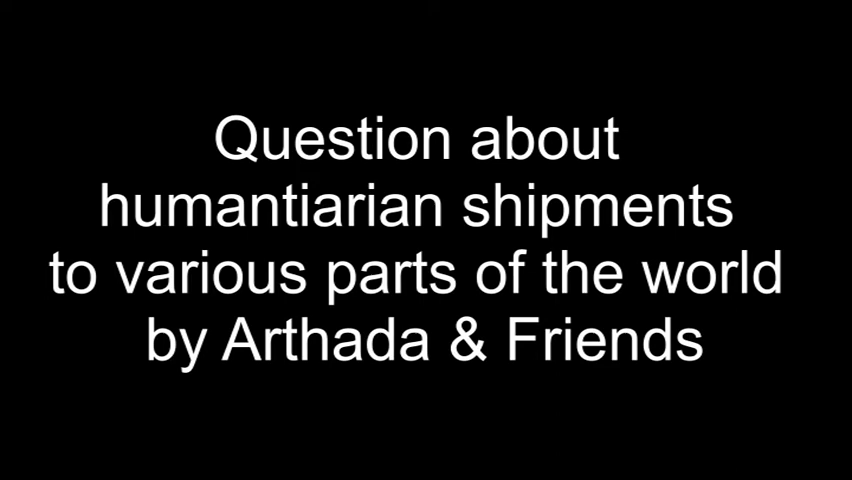 Question about
humantiarian shipments
to various parts of the world
by Arthada & Friends